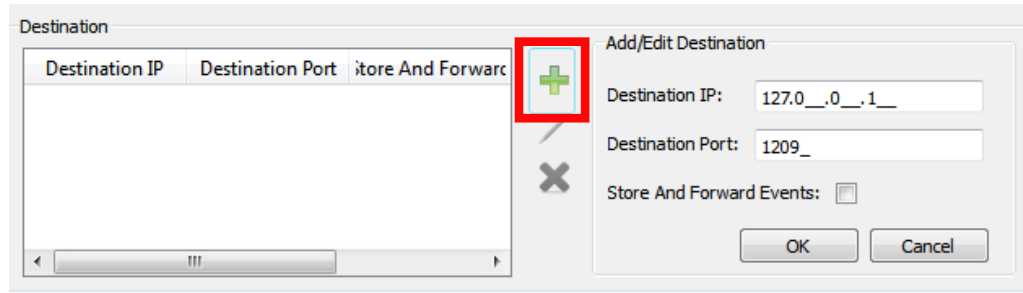 Destination
Destination IP Destination Port Store And Forward
Add/Edit Destination
Destination IP: 127.0__.0__.1__
Destination Port: 1209_
Store And Forward Events:
OK Cancel